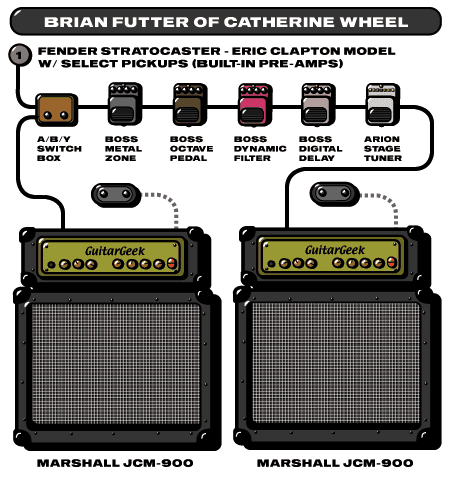 BRIAN FUTTER OF CATHERINE WHEEL
1
FENDER STRATOCASTER - ERIC CLAPTON MODEL
W/ SELECT PICKUPS (BUILT-IN PRE-AMPS)
A/B/Y
SWITCH
BOX
BOSS
METAL
ZONE
BOSS
OCTAVE
PEDAL
BOSS
DYNAMIC
FILTER
BOSS
DIGITAL
DELAY
ARION
STAGE
TUNER
GuitarGeek
GuitarGeek
MARSHALL JCM-900
MARSHALL JCM-900